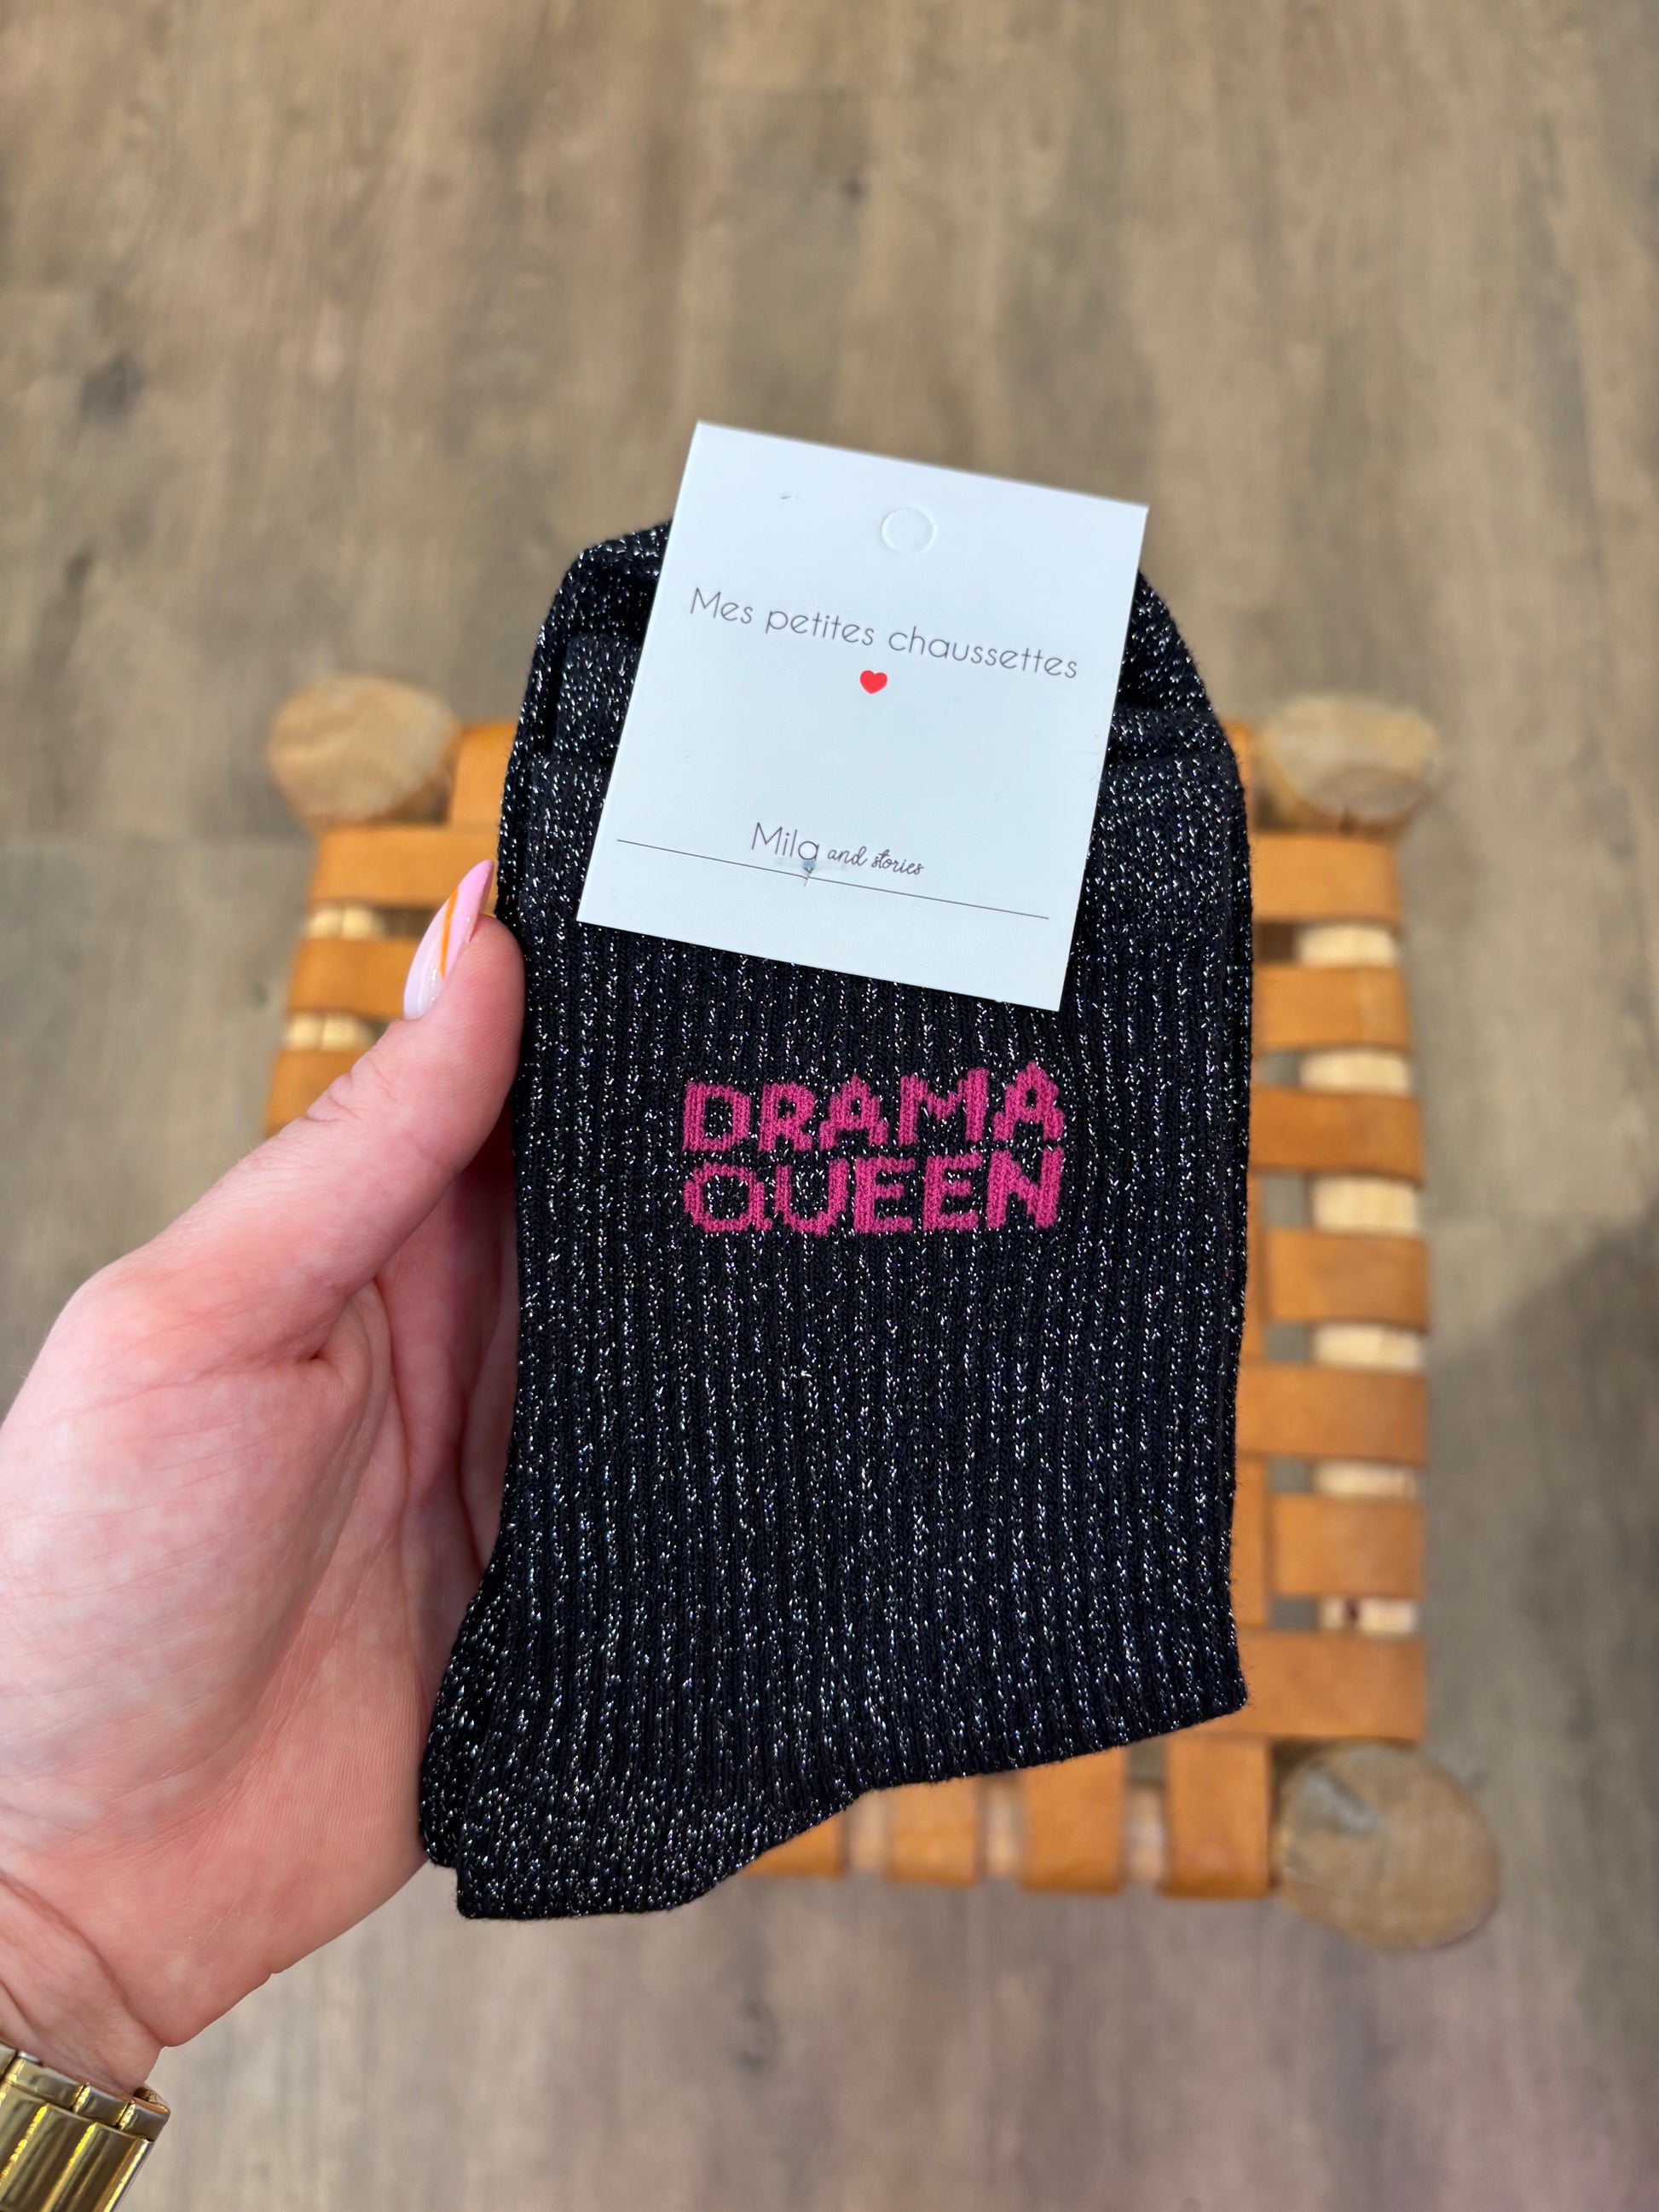 Mes petites chaussettes
Mila and stories
DRAMA
QUEEN